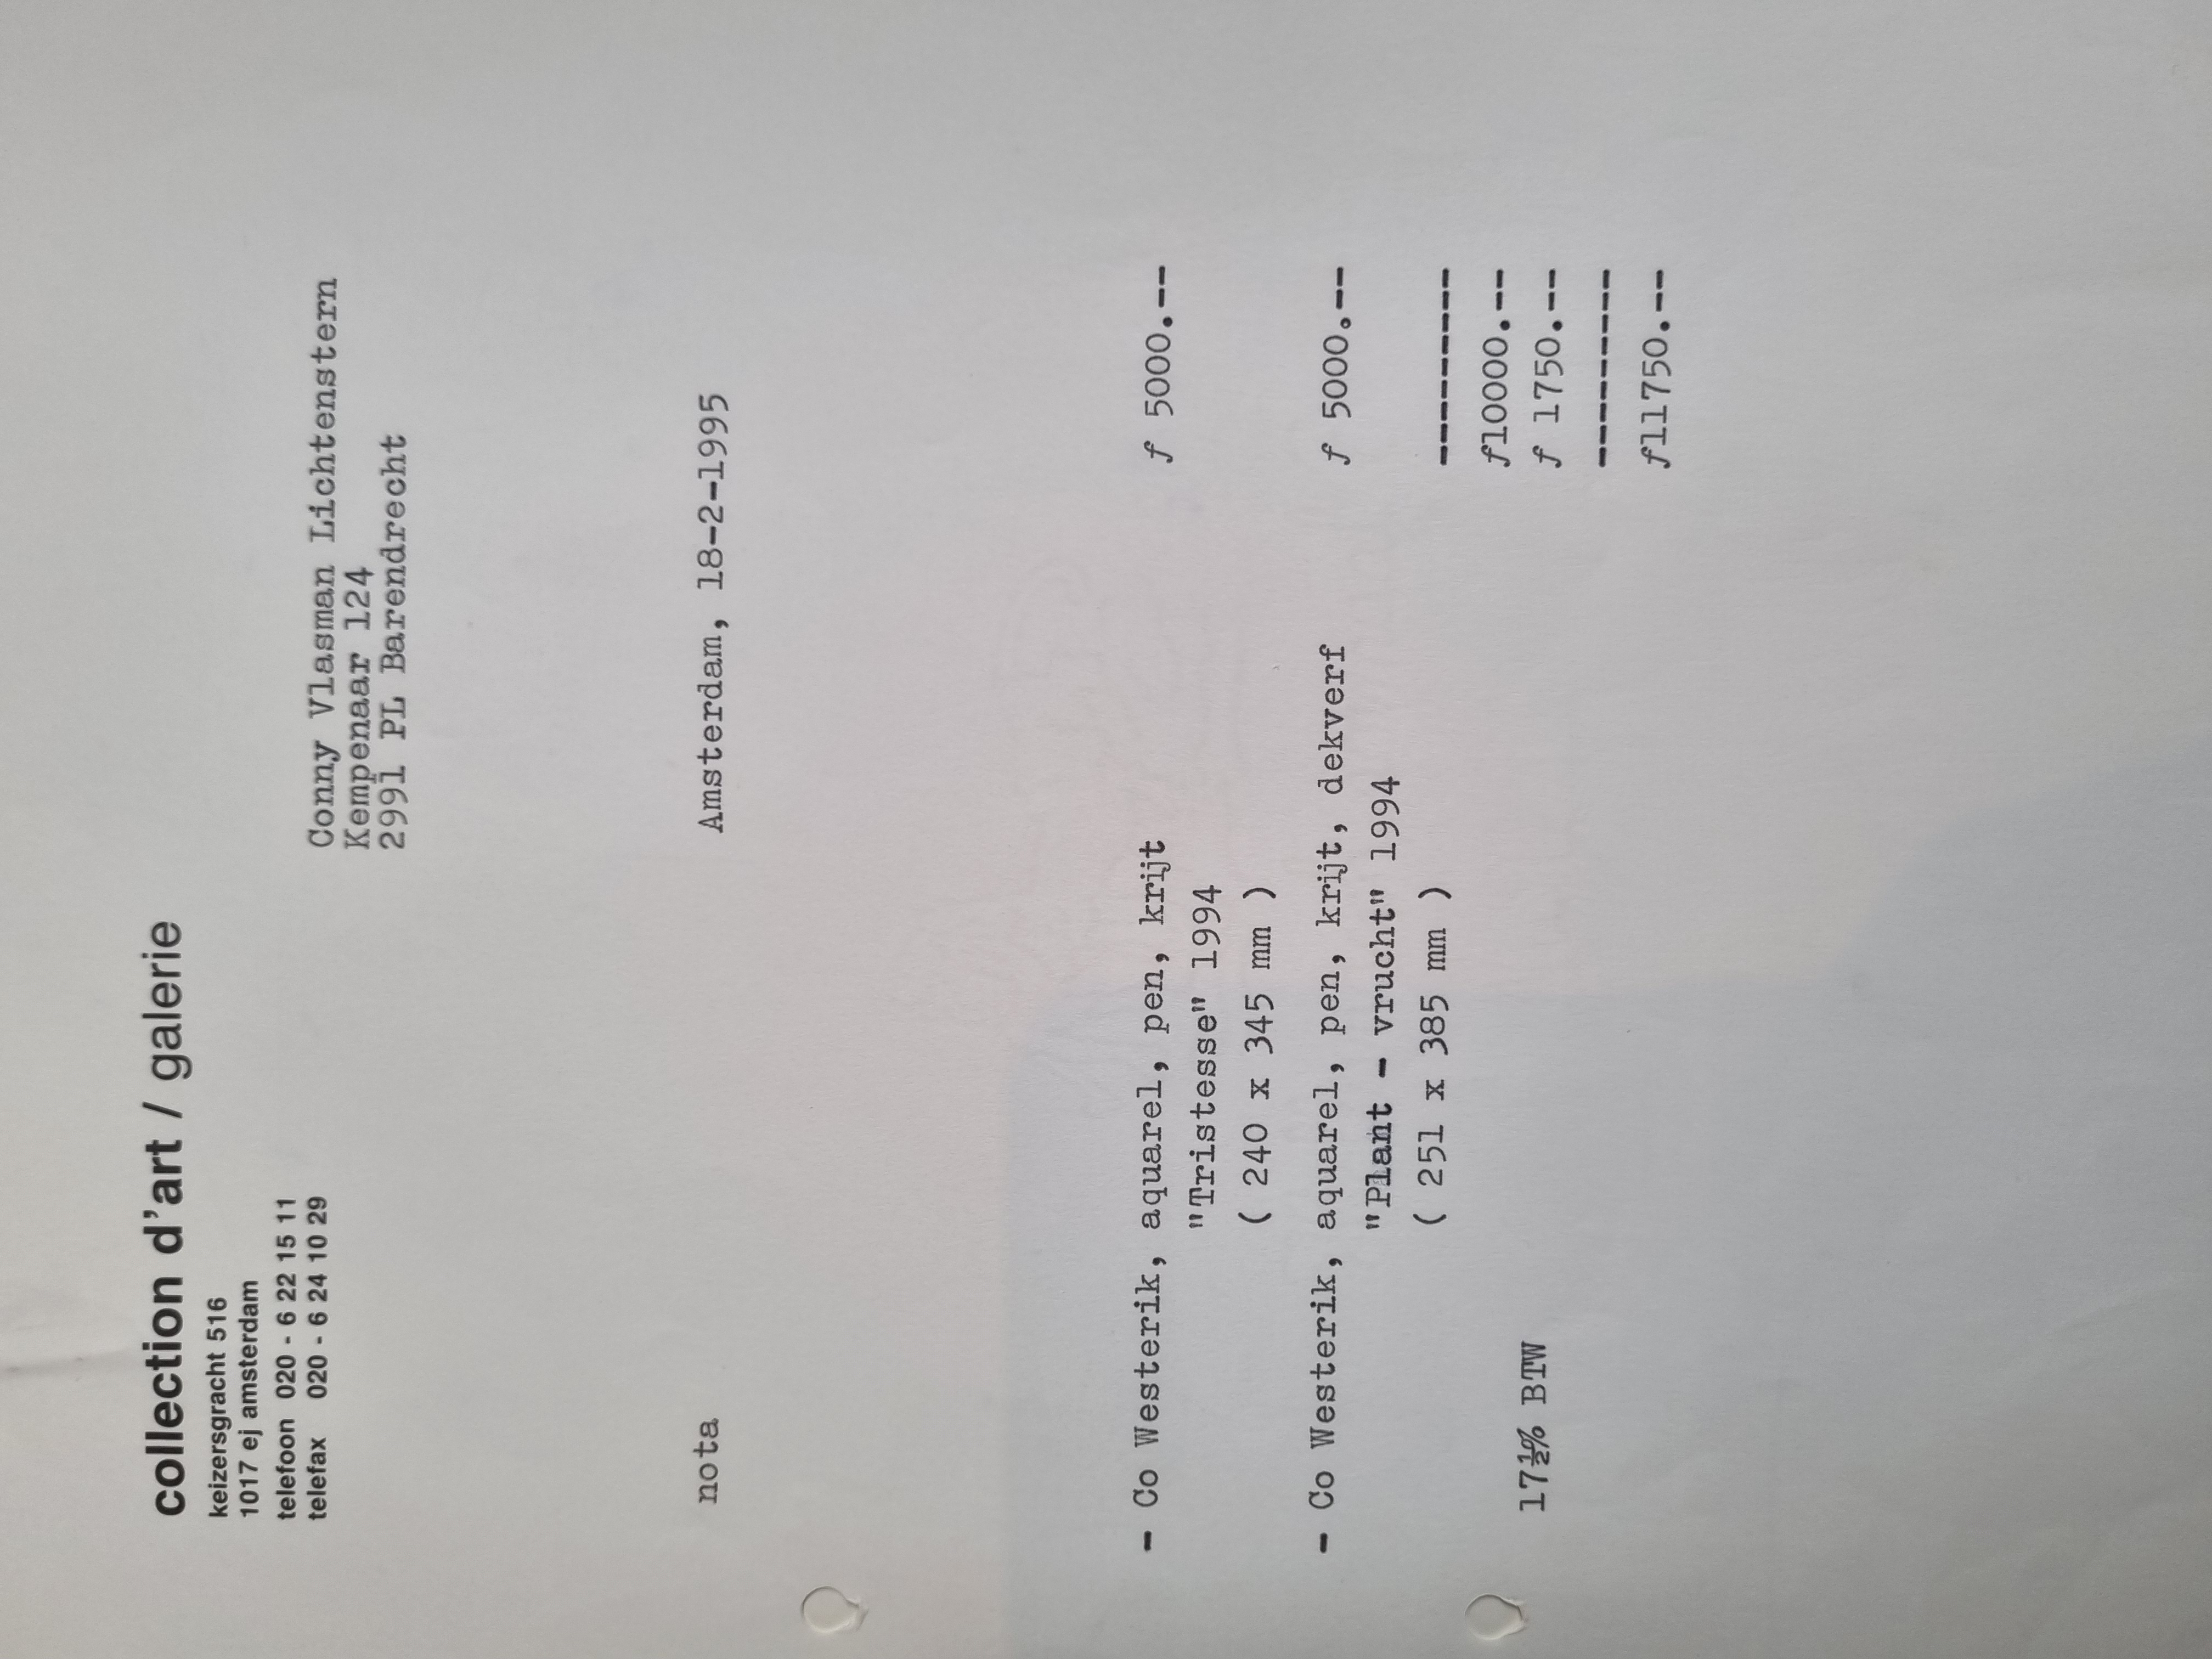 collection d'art / galerie
keizersgracht 516
1017 ej amsterdam
telefoon 020 - 6 22 15 11
telefax 020 - 6 24 10 29
Conny Vlasman Lichtenstern
Kempenaar 124
2991 PL Barendrecht
nota Amsterdam, 18-2-1995
- Co Westerik, aquarel, pen, krijt ƒ 5000.--
"Tristesse" 1994
( 240 x 345 mm )
- Co Westerik, aquarel, pen, krijt, dekverf ƒ 5000.--
"Plant - vrucht" 1994
( 251 x 385 mm )
---------
ƒ10000.--
17½% BTW ƒ 1750.--
---------
ƒ11750.--